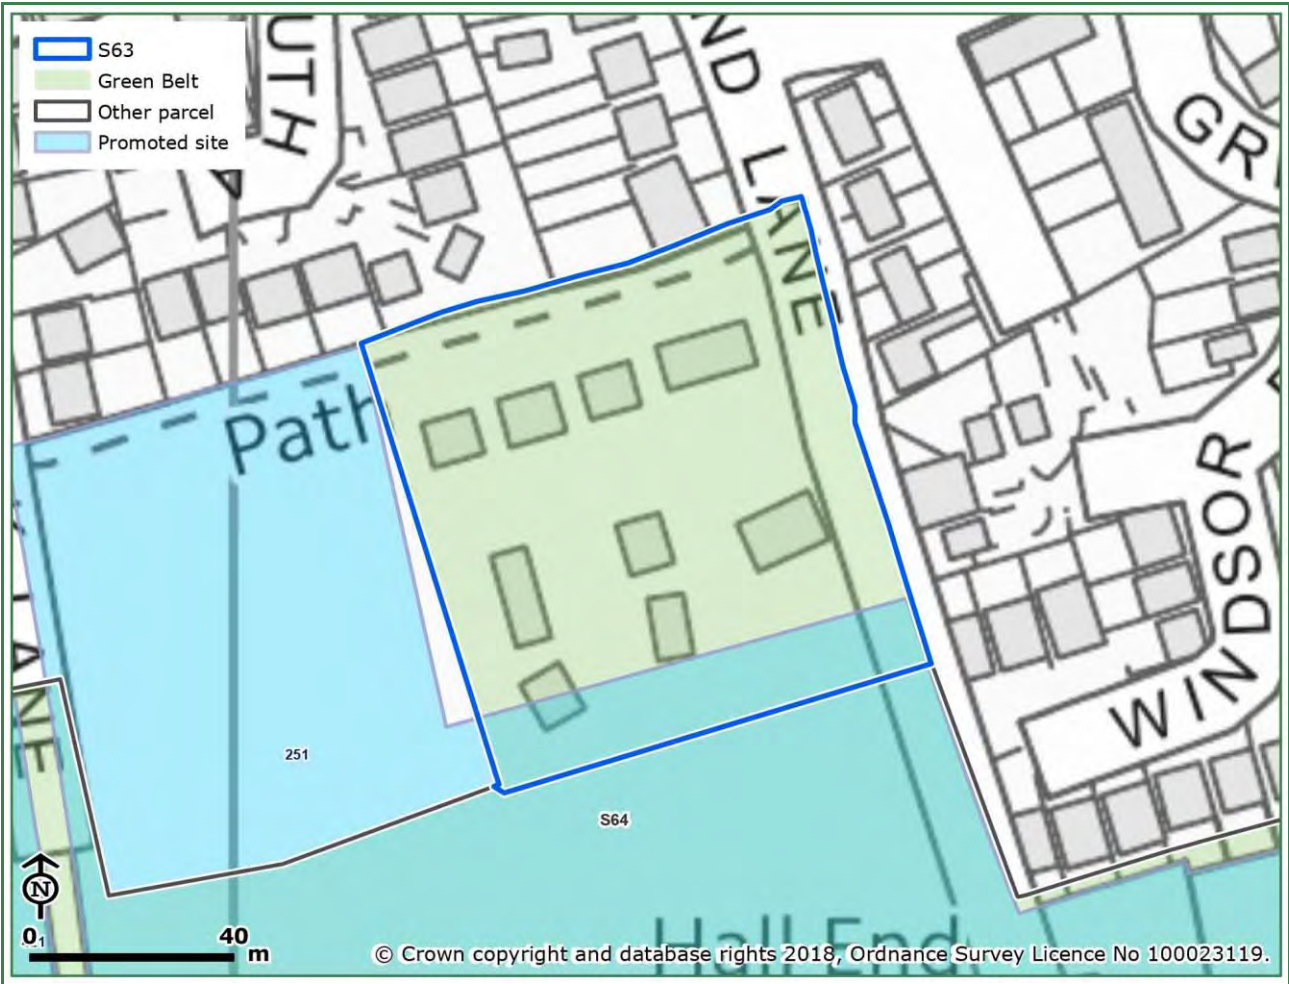 S63
Green Belt
Other parcel
Promoted site
UTH
ND LANE
GR
Path
WINDSOR
LANE
251
S64
Hall End
N
0 40 m
© Crown copyright and database rights 2018, Ordnance Survey Licence No 100023119.